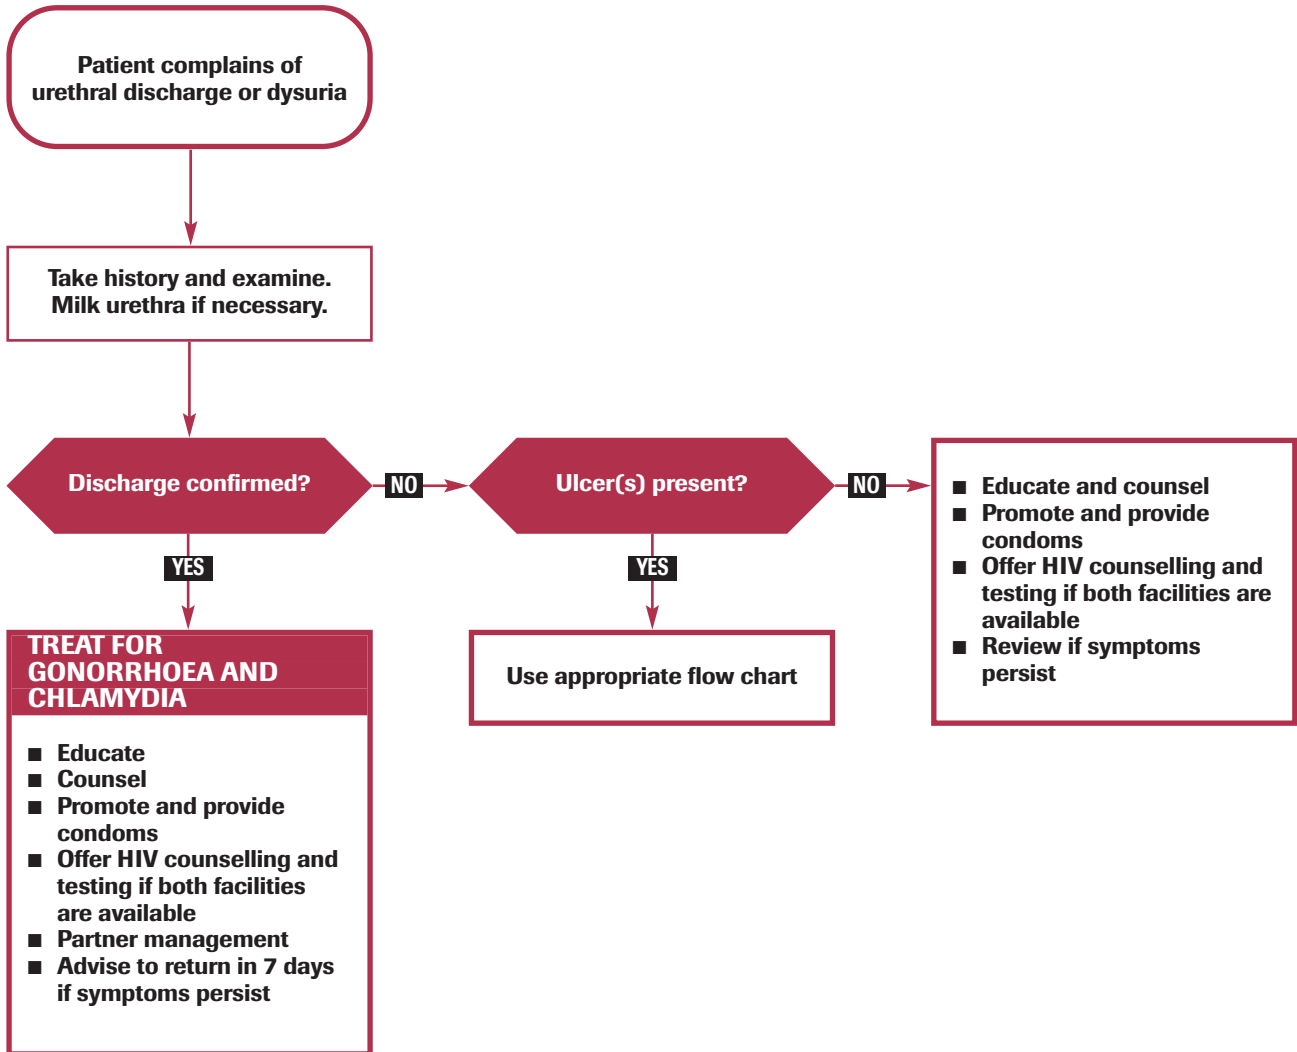 Patient complains of
urethral discharge or dysuria
Take history and examine.
Milk urethra if necessary.
Discharge confirmed?
NO
Ulcer(s) present?
NO
■ Educate and counsel
■ Promote and provide
condoms
■ Offer HIV counselling and
testing if both facilities are
available
■ Review if symptoms
persist
YES
YES
TREAT FOR
GONORRHOEA AND
CHLAMYDIA
■ Educate
■ Counsel
■ Promote and provide
condoms
■ Offer HIV counselling and
testing if both facilities
are available
■ Partner management
■ Advise to return in 7 days
if symptoms persist
Use appropriate flow chart